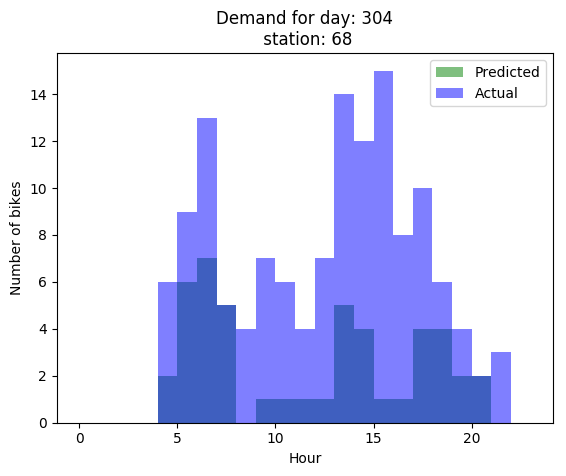 Demand for day: 304
station: 68
Predicted
Actual
Number of bikes
14
12
10
8
6
4
2
0
0 5 10 15 20
Hour